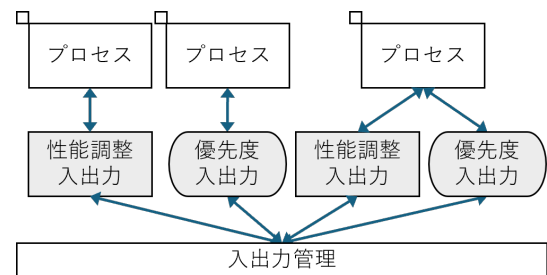 プロセス
プロセス
プロセス
性能調整
入出力
優先度
入出力
性能調整
入出力
優先度
入出力
入出力管理